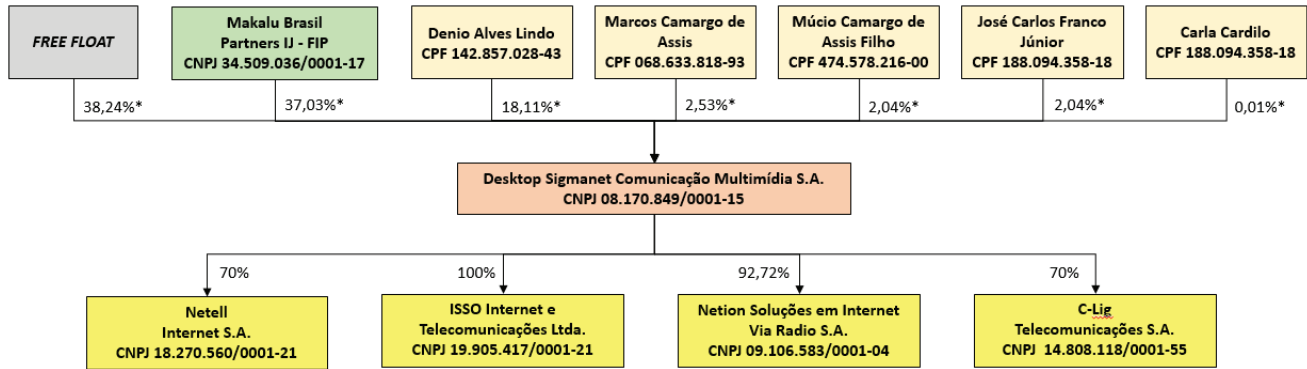 FREE FLOAT
Makalu Brasil
Partners IJ - FIP
CNPJ 34.509.036/0001-17
Denio Alves Lindo
CPF 142.857.028-43
Marcos Camargo de
Assis
CPF 068.633.818-93
Múcio Camargo de
Assis Filho
CPF 474.578.216-00
José Carlos Franco
Júnior
CPF 188.094.358-18
Carla Cardilo
CPF 188.094.358-18
38,24%*
37,03%*
18,11%*
2,53%*
2,04%*
2,04%*
0,01%*
Desktop Sigmanet Comunicação Multimídia S.A.
CNPJ 08.170.849/0001-15
70%
100%
92,72%
70%
Netell
Internet S.A.
CNPJ 18.270.560/0001-21
ISSO Internet e
Telecomunicações Ltda.
CNPJ 19.905.417/0001-21
Netion Soluções em Internet
Via Radio S.A.
CNPJ 09.106.583/0001-04
C-Lig
Telecomunicações S.A.
CNPJ 14.808.118/0001-55